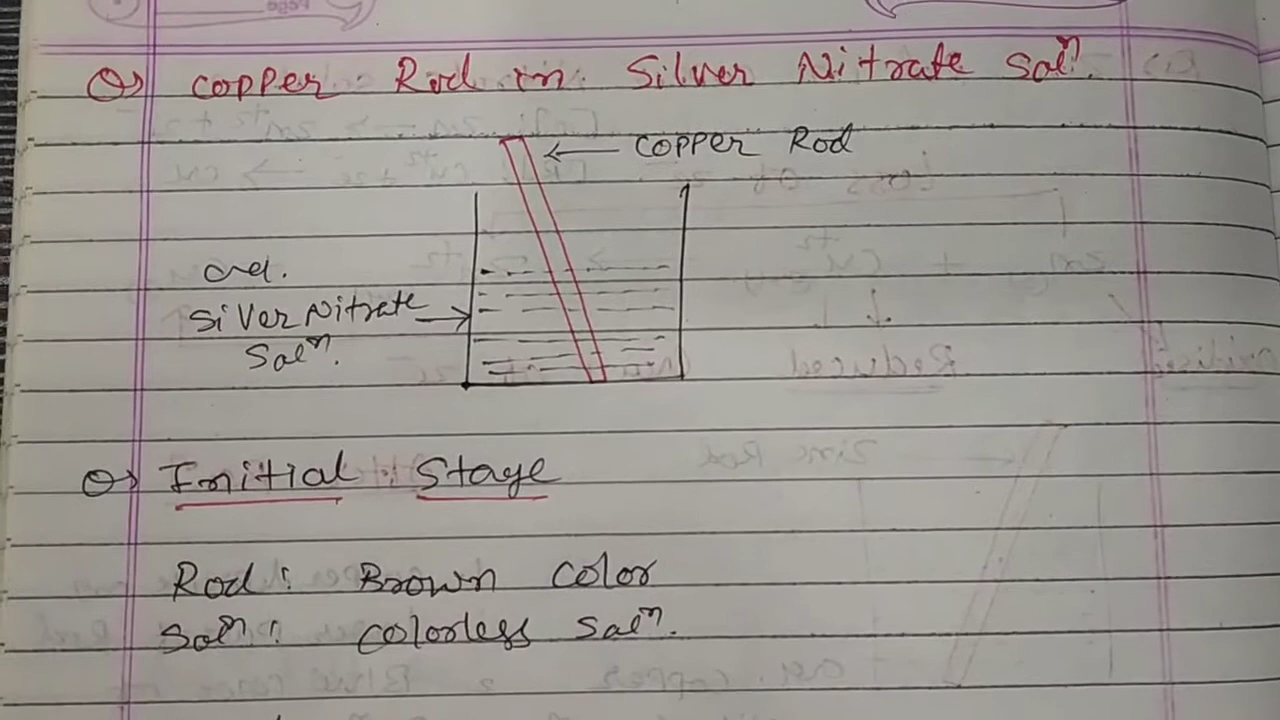 Q) Copper Rod in Silver Nitrate Solⁿ.
← Copper Rod
aq.
Silver Nitrate →
Solⁿ.
Q) Initial Stage
Rod: Brown Color
Solⁿ: Colorless Solⁿ.